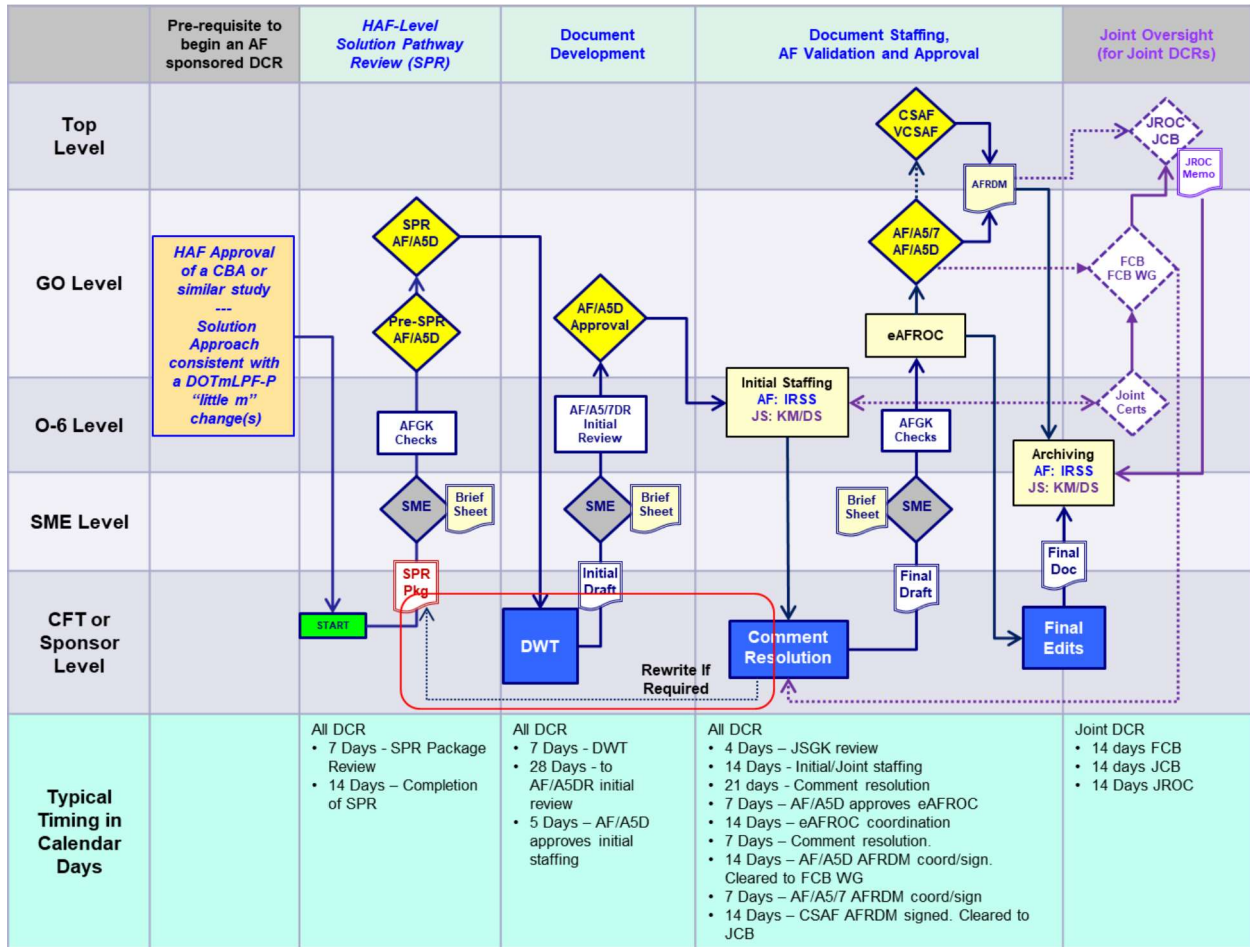 Pre-requisite to
begin an AF
sponsored DCR
HAF-Level
Solution Pathway
Review (SPR)
Document
Development
Document Staffing,
AF Validation and Approval
Joint Oversight
(for Joint DCRs)
Top
Level
CSAF
VCSAF
AFRDM
JROC
JCB
JROC
Memo
GO Level
HAF Approval
of a CBA or
similar study
---
Solution
Approach
consistent with
a DOTmLPF-P
“little m”
change(s)
SPR
AF/A5D
Pre-SPR
AF/A5D
AF/A5D
Approval
AF/A5/7
AF/A5D
eAFROC
FCB
FCB WG
O-6 Level
AFGK
Checks
AF/A5/7DR
Initial
Review
Initial Staffing
AF: IRSS
JS: KM/DS
AFGK
Checks
Joint
Certs
Archiving
AF: IRSS
JS: KM/DS
SME Level
SME
Brief
Sheet
SME
Brief
Sheet
Brief
Sheet
SME
CFT or
Sponsor
Level
START
SPR
Pkg
DWT
Initial
Draft
Comment
Resolution
Final
Draft
Final
Edits
Final
Doc
Rewrite If
Required
Typical
Timing in
Calendar
Days
All DCR
• 7 Days - SPR Package
Review
• 14 Days – Completion
of SPR
All DCR
• 7 Days - DWT
• 28 Days - to
AF/A5DR initial
review
• 5 Days – AF/A5D
approves initial
staffing
All DCR
• 4 Days – JSGK review
• 14 Days - Initial/Joint staffing
• 21 days - Comment resolution
• 7 Days – AF/A5D approves eAFROC
• 14 Days – eAFROC coordination
• 7 Days – Comment resolution.
• 14 Days – AF/A5D AFRDM coord/sign.
Cleared to FCB WG
• 7 Days – AF/A5/7 AFRDM coord/sign
• 14 Days – CSAF AFRDM signed. Cleared to
JCB
Joint DCR
• 14 days FCB
• 14 days JCB
• 14 Days JROC